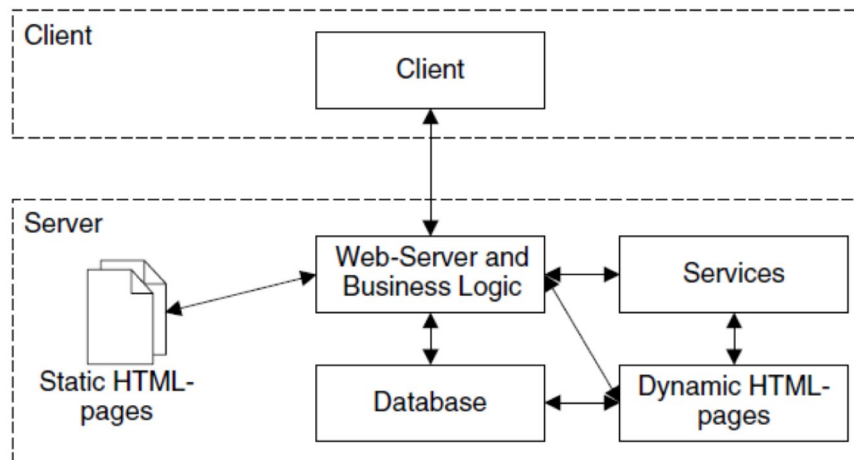 Client
Client
Server
Web-Server and
Business Logic
Services
Static HTML-
pages
Database
Dynamic HTML-
pages